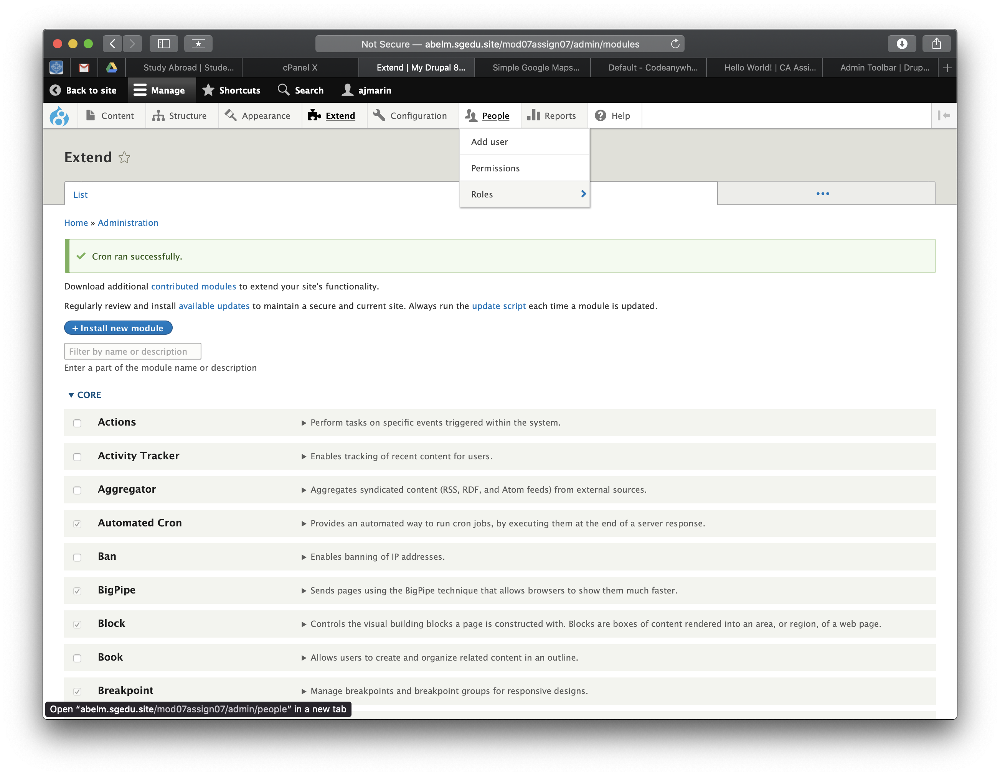 Not Secure — abelm.sgedu.site/mod07assign07/admin/modules
Study Abroad | Stude... cPanel X Extend | My Drupal 8... Simple Google Maps... Default - Codeanywh... Hello World! | CA Assi... Admin Toolbar | Drup...
Back to site Manage Shortcuts Search ajmarin
Content Structure Appearance Extend Configuration People Reports Help
Add user
Permissions
Roles
Extend
List
Home » Administration
Cron ran successfully.
Download additional contributed modules to extend your site's functionality.
Regularly review and install available updates to maintain a secure and current site. Always run the update script each time a module is updated.
+ Install new module
Filter by name or description
Enter a part of the module name or description
▼ CORE
Actions ▶ Perform tasks on specific events triggered within the system.
Activity Tracker ▶ Enables tracking of recent content for users.
Aggregator ▶ Aggregates syndicated content (RSS, RDF, and Atom feeds) from external sources.
Automated Cron ▶ Provides an automated way to run cron jobs, by executing them at the end of a server response.
Ban ▶ Enables banning of IP addresses.
BigPipe ▶ Sends pages using the BigPipe technique that allows browsers to show them much faster.
Block ▶ Controls the visual building blocks a page is constructed with. Blocks are boxes of content rendered into an area, or region, of a web page.
Book ▶ Allows users to create and organize related content in an outline.
Breakpoint ▶ Manage breakpoints and breakpoint groups for responsive designs.
Open “abelm.sgedu.site/mod07assign07/admin/people” in a new tab